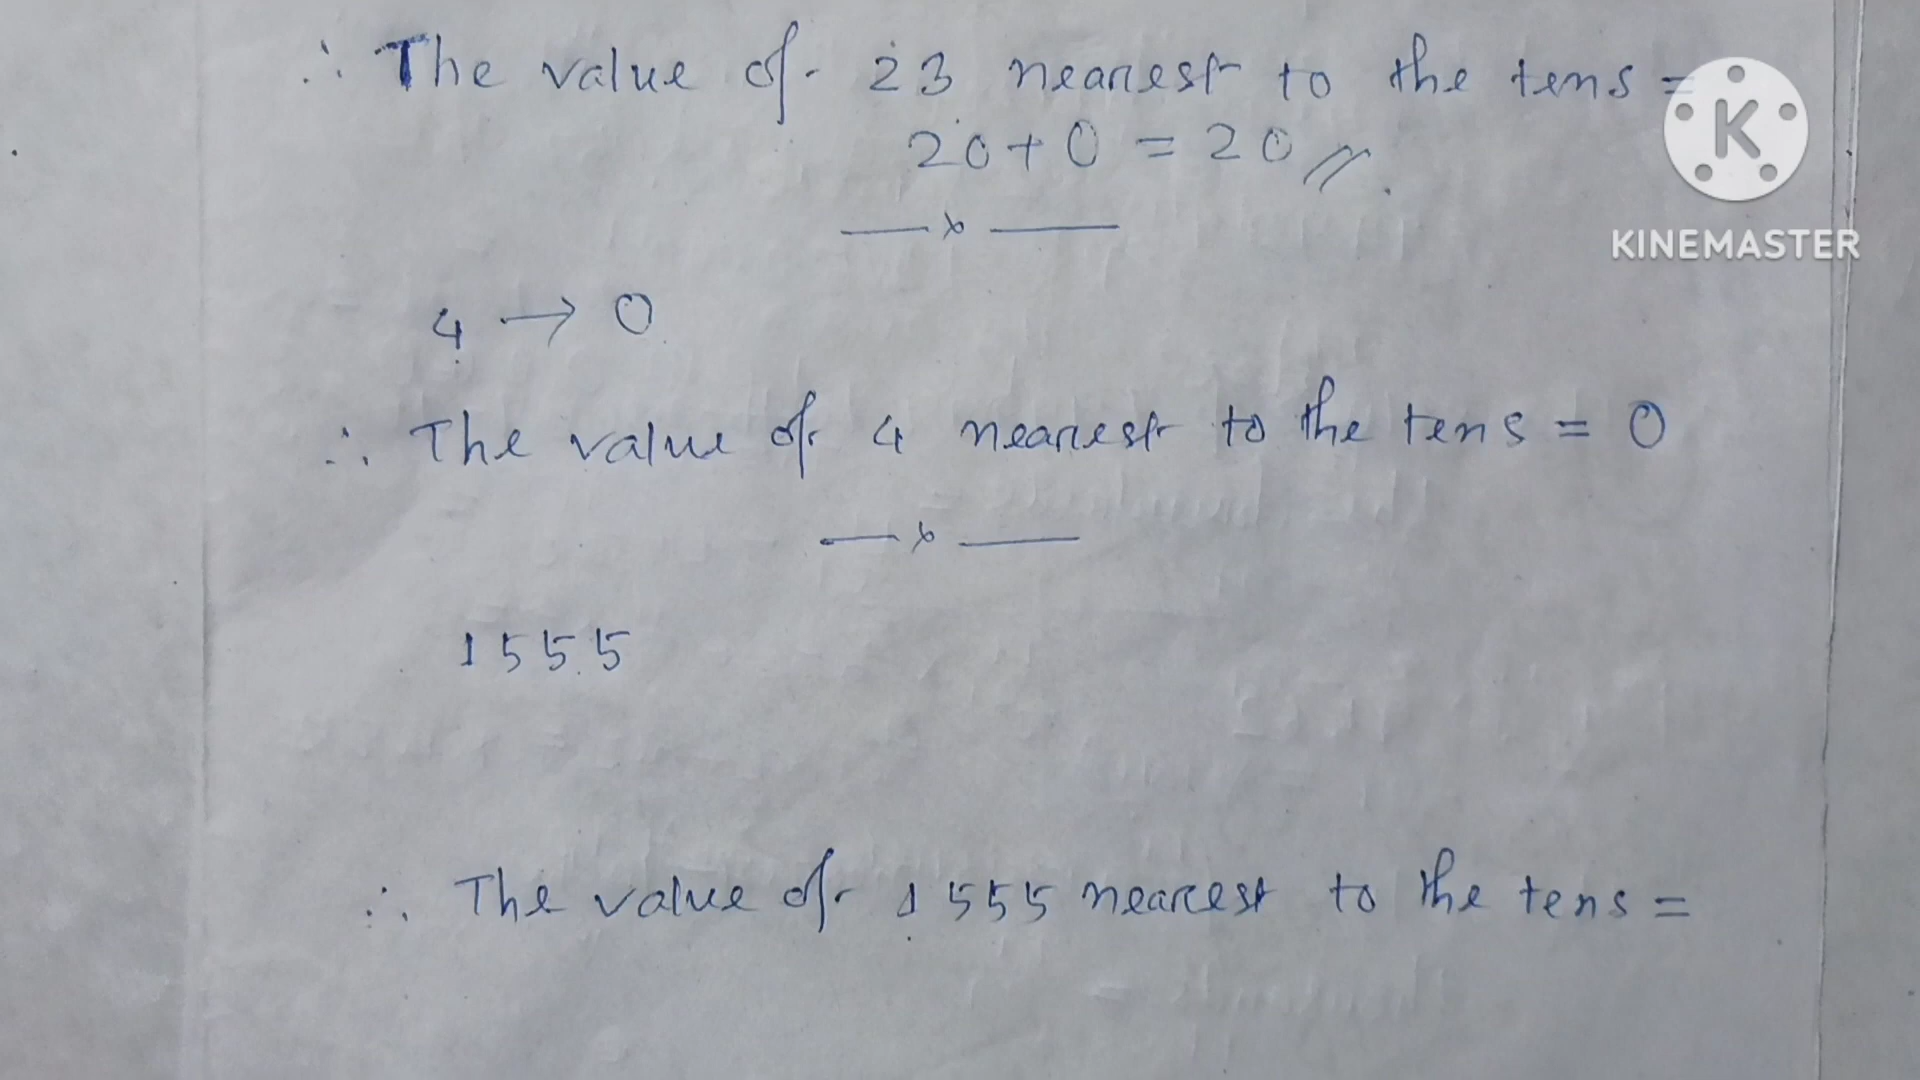 ∴ The value of 23 nearest to the tens =
20 + 0 = 20 //.
K
KINEMASTER
— x —
4 → 0
∴ The value of 4 nearest to the tens = 0
— x —
1555
∴ The value of 1555 nearest to the tens =